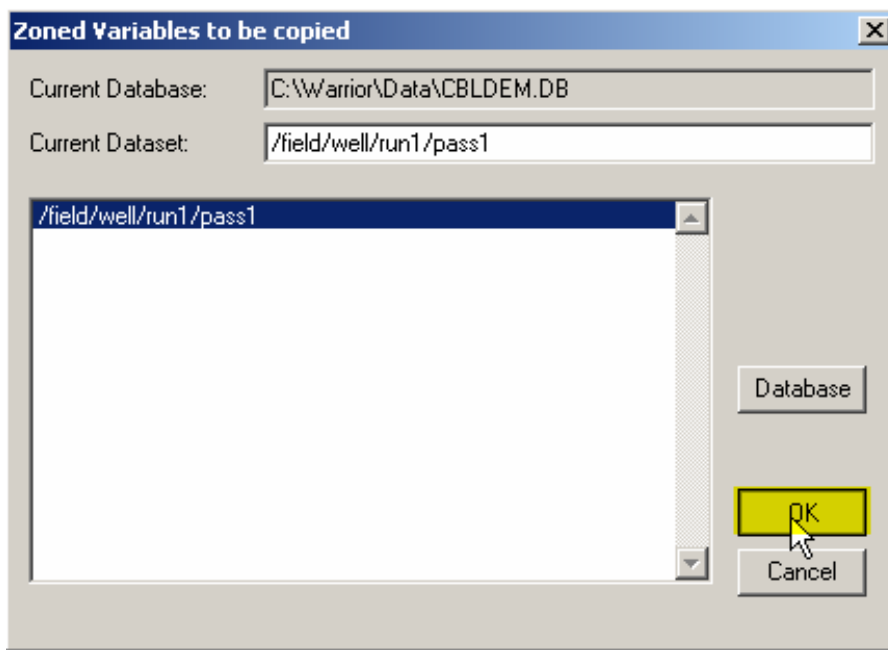 Zoned Variables to be copied
Current Database: C:\Warrior\Data\CBLDEM.DB
Current Dataset: /field/well/run1/pass1
/field/well/run1/pass1
Database
OK
Cancel